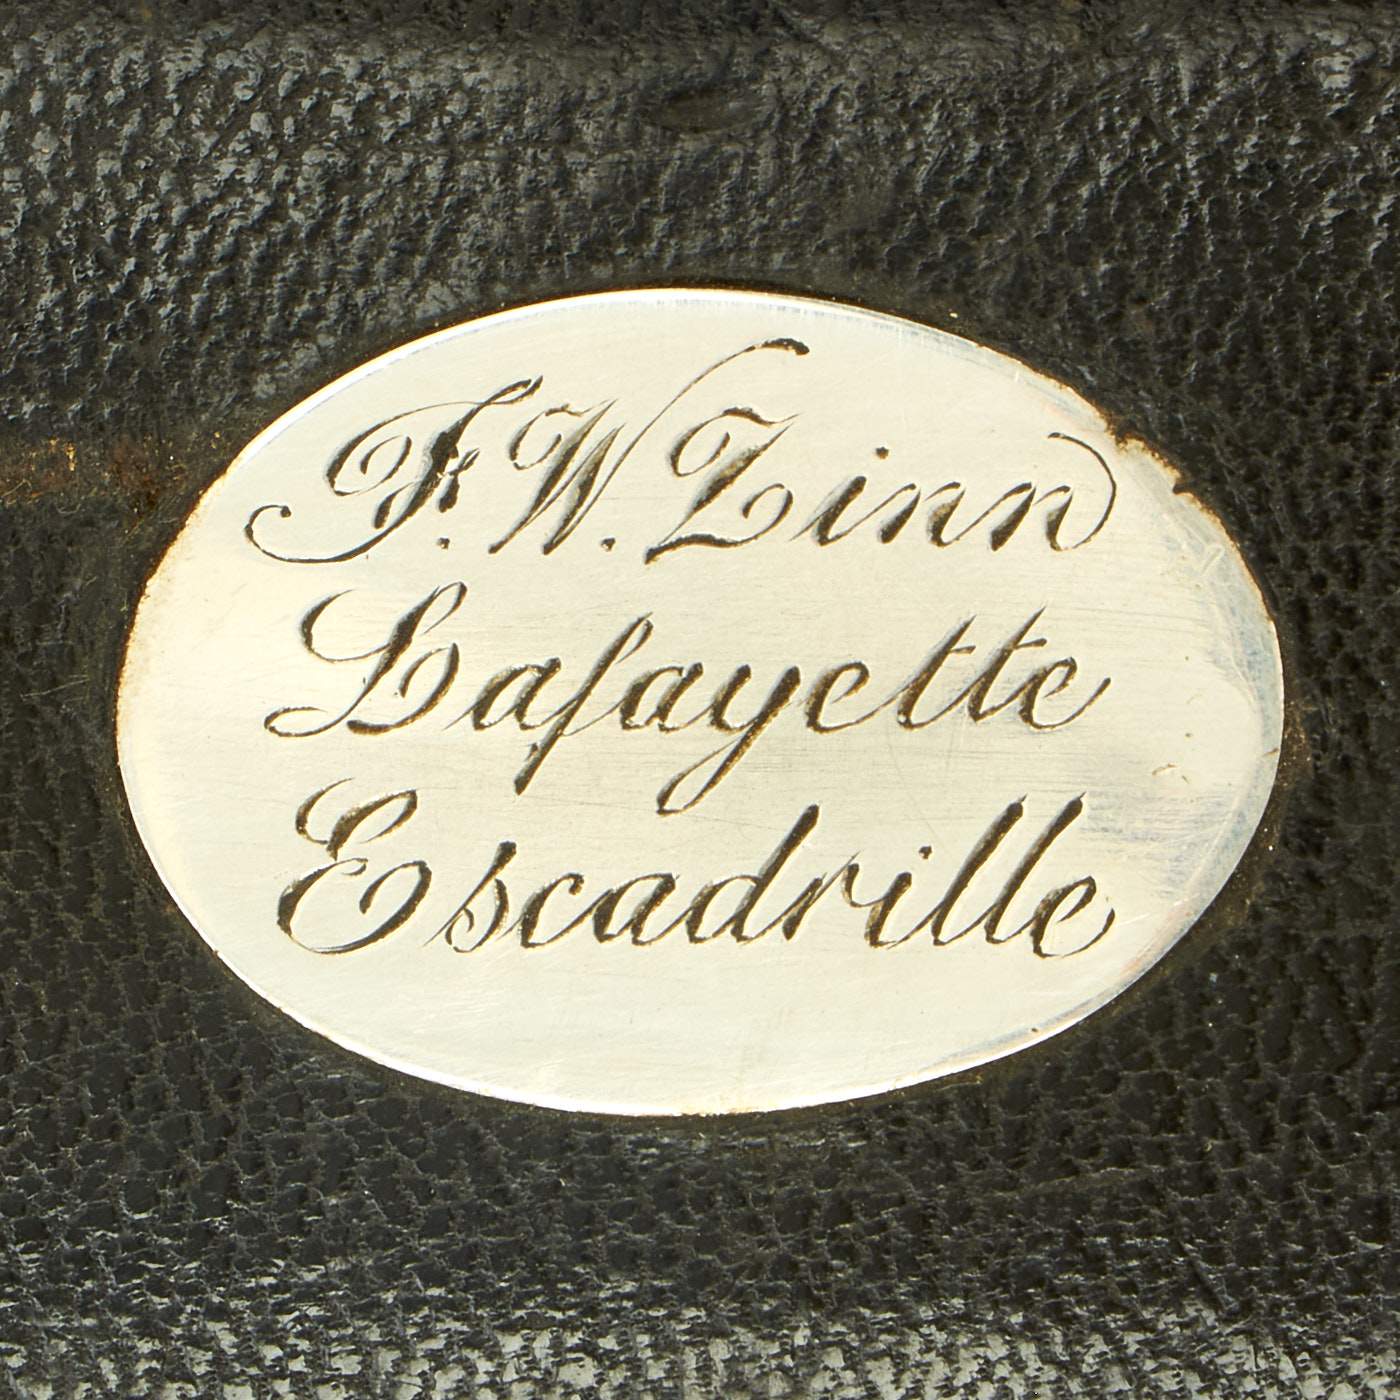 F. W. Zinn
Lafayette
Escadrille